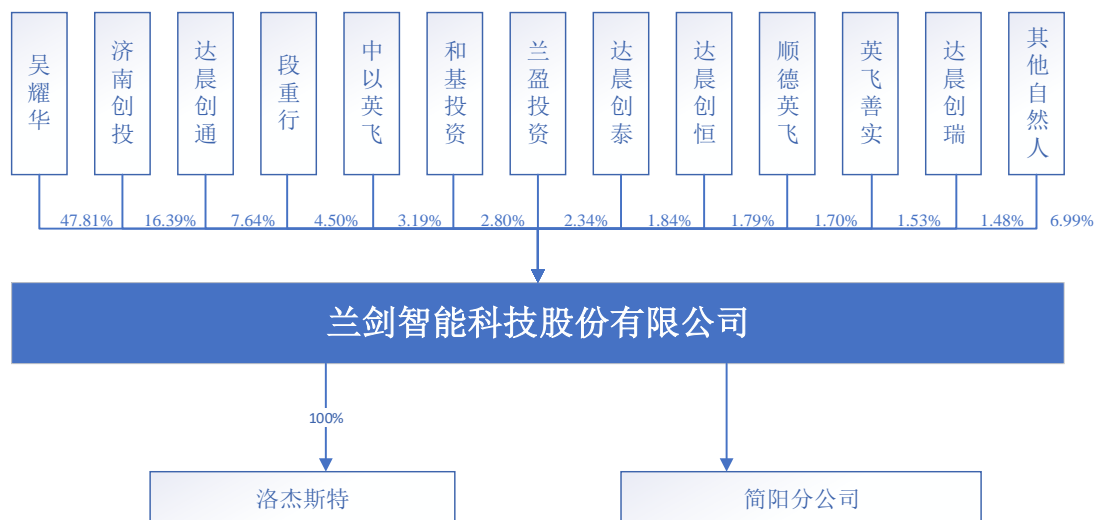 吴耀华
济南创投
达晨创通
段重行
中以英飞
和基投资
兰盈投资
达晨创泰
达晨创恒
顺德英飞
英飞善实
达晨创瑞
其他自然人
47.81%
16.39%
7.64%
4.50%
3.19%
2.80%
2.34%
1.84%
1.79%
1.70%
1.53%
1.48%
6.99%
兰剑智能科技股份有限公司
100%
洛杰斯特
简阳分公司